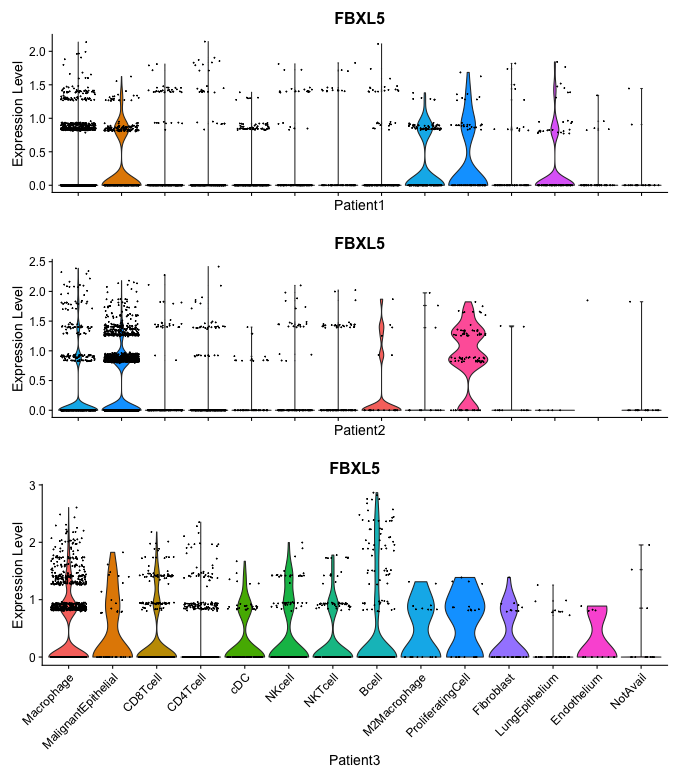 FBXL5
Expression Level
2.0
1.5
1.0
0.5
0.0
Patient1
FBXL5
Expression Level
2.5
2.0
1.5
1.0
0.5
0.0
Patient2
FBXL5
Expression Level
3
2
1
0
Macrophage
MalignantEpithelial
CD8Tcell
CD4Tcell
cDC
NKcell
NKTcell
Bcell
M2Macrophage
ProliferatingCell
Fibroblast
LungEpithelium
Endothelium
NotAvail
Patient3